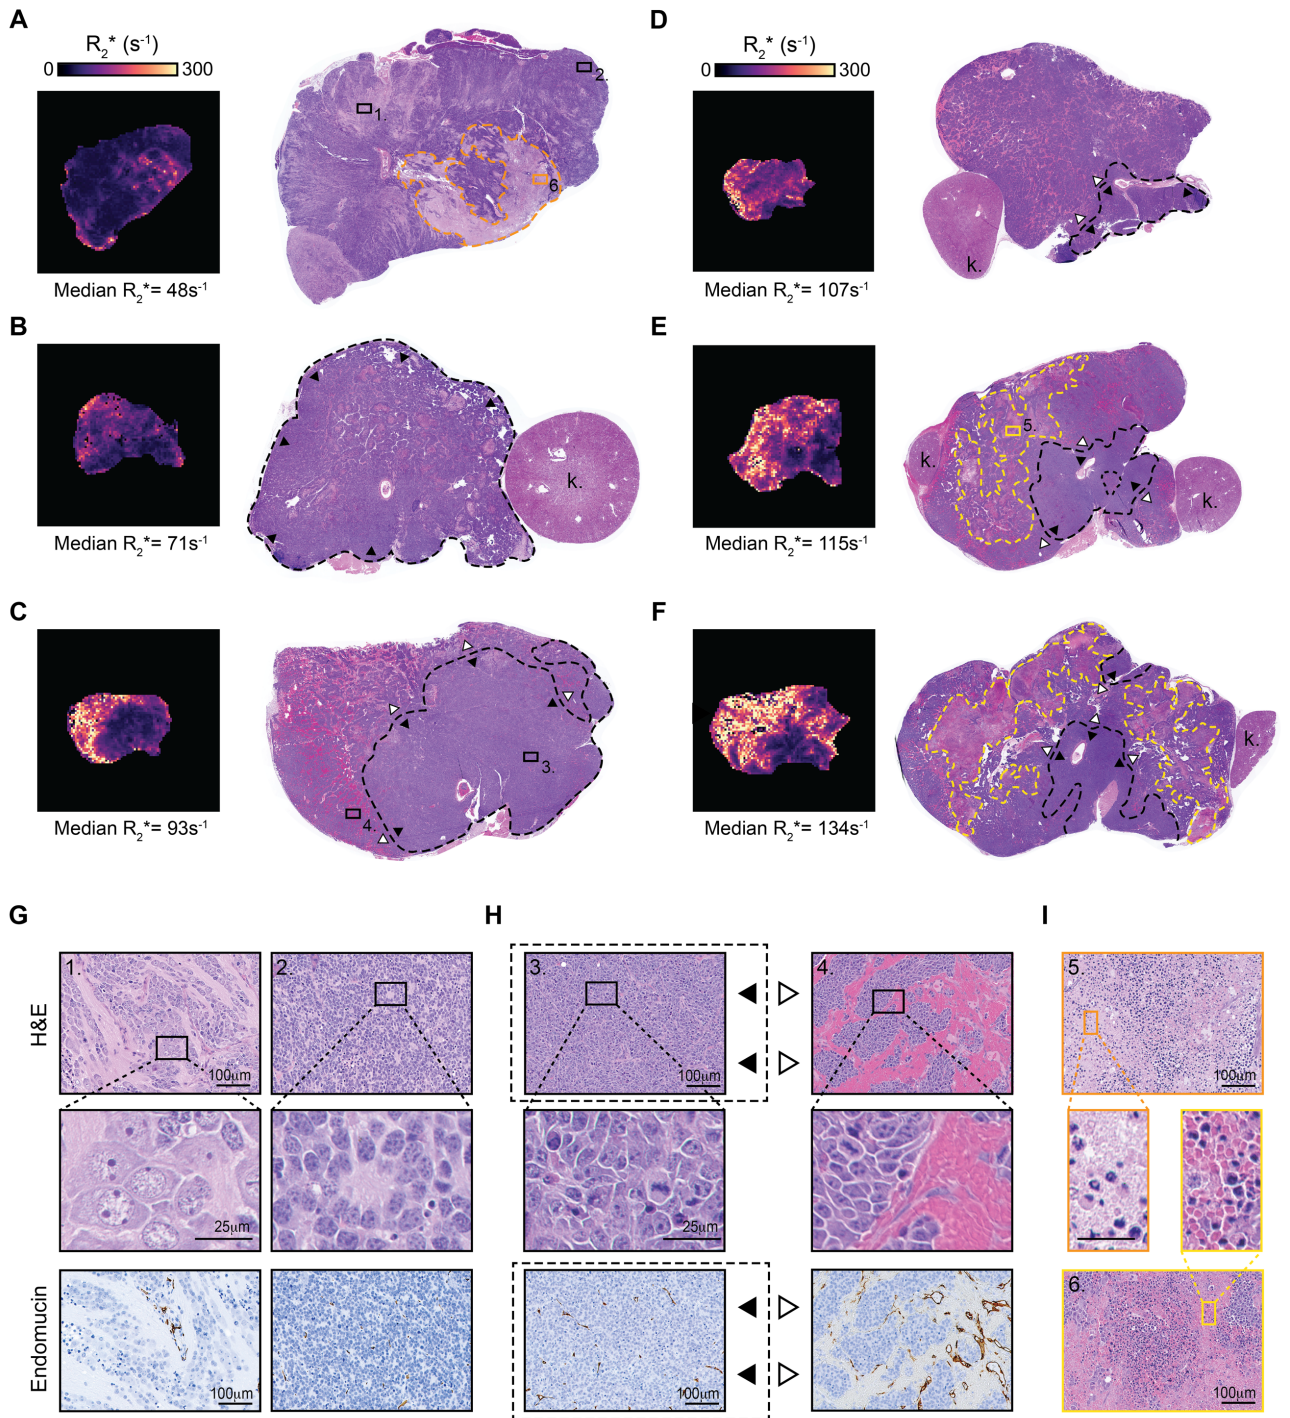 A
R2* (s-1)
0 300
1.
2.
6
Median R2*= 48s-1
D
R2* (s-1)
0 300
k.
Median R2*= 107s-1
B
k.
Median R2*= 71s-1
E
5.
k.
k.
Median R2*= 115s-1
C
3.
4.
Median R2*= 93s-1
F
k.
Median R2*= 134s-1
G
H
I
H&E
1.
100µm
2
3.
100µm
4.
5.
100µm
25µm
25µm
Endomucin
100µm
100µm
6.
100µm